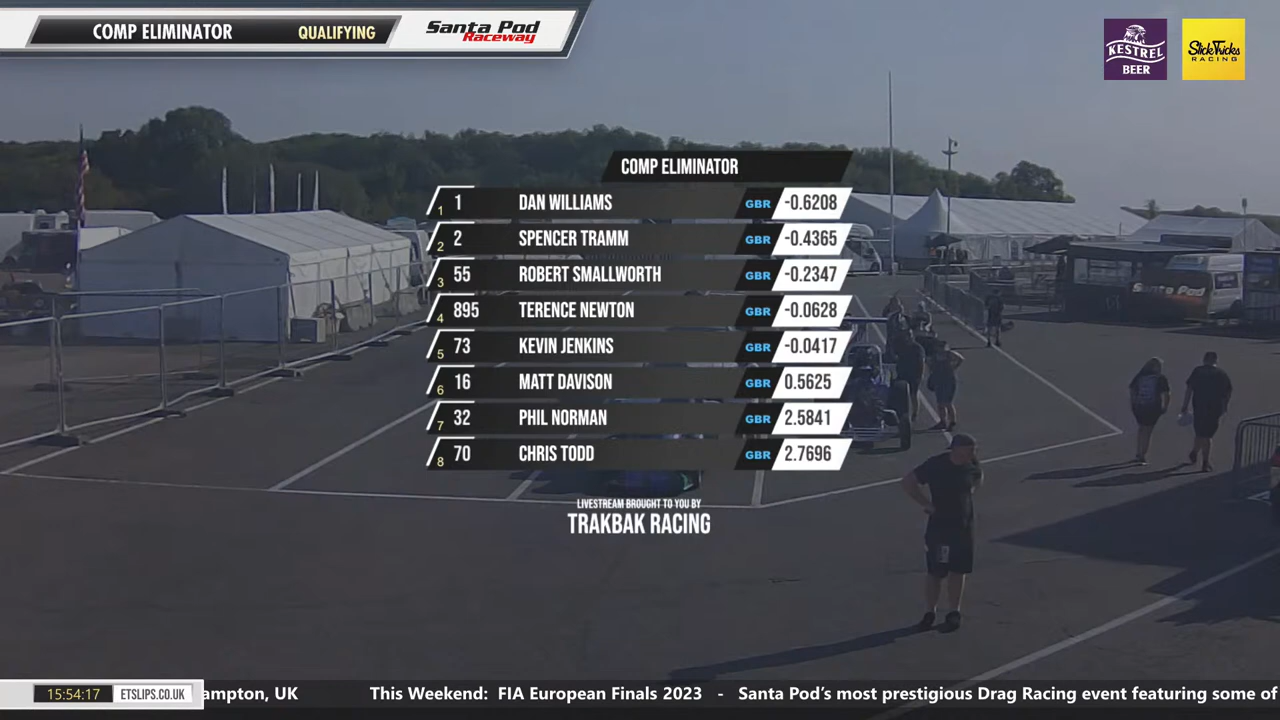 COMP ELIMINATOR QUALIFYING Santa Pod Raceway
KESTREL BEER
SlickTricks RACING
COMP ELIMINATOR
1 1 DAN WILLIAMS GBR -0.6208
2 2 SPENCER TRAMM GBR -0.4365
3 55 ROBERT SMALLWORTH GBR -0.2347
4 895 TERENCE NEWTON GBR -0.0628
5 73 KEVIN JENKINS GBR -0.0417
6 16 MATT DAVISON GBR 0.5625
7 32 PHIL NORMAN GBR 2.5841
8 70 CHRIS TODD GBR 2.7696
LIVESTREAM BROUGHT TO YOU BY
TRAKBAK RACING
15:54:17 ETSLIPS.CO.UK ampton, UK This Weekend: FIA European Finals 2023 - Santa Pod's most prestigious Drag Racing event featuring some of